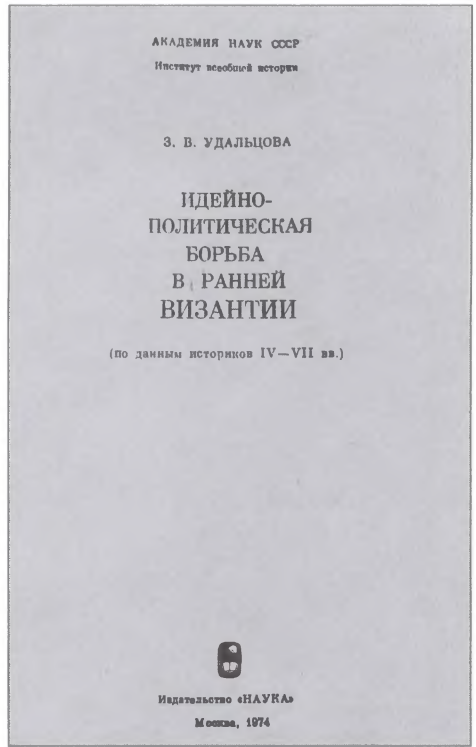 АКАДЕМИЯ НАУК СССР
Институт всеобщей истории
З. В. УДАЛЬЦОВА
ИДЕЙНО-
ПОЛИТИЧЕСКАЯ
БОРЬБА
В РАННЕЙ
ВИЗАНТИИ
(по данным историков IV—VII вв.)
Издательство «НАУКА»
Москва, 1974